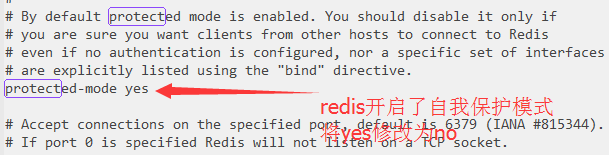 #
# By default protected mode is enabled. You should disable it only if
# you are sure you want clients from other hosts to connect to Redis
# even if no authentication is configured, nor a specific set of interfaces
# are explicitly listed using the "bind" directive.
protected-mode yes
redis开启了自我保护模式
将yes修改为no
# Accept connections on the specified port, default is 6379 (IANA #815344).
# If port 0 is specified Redis will not listen on a TCP socket.